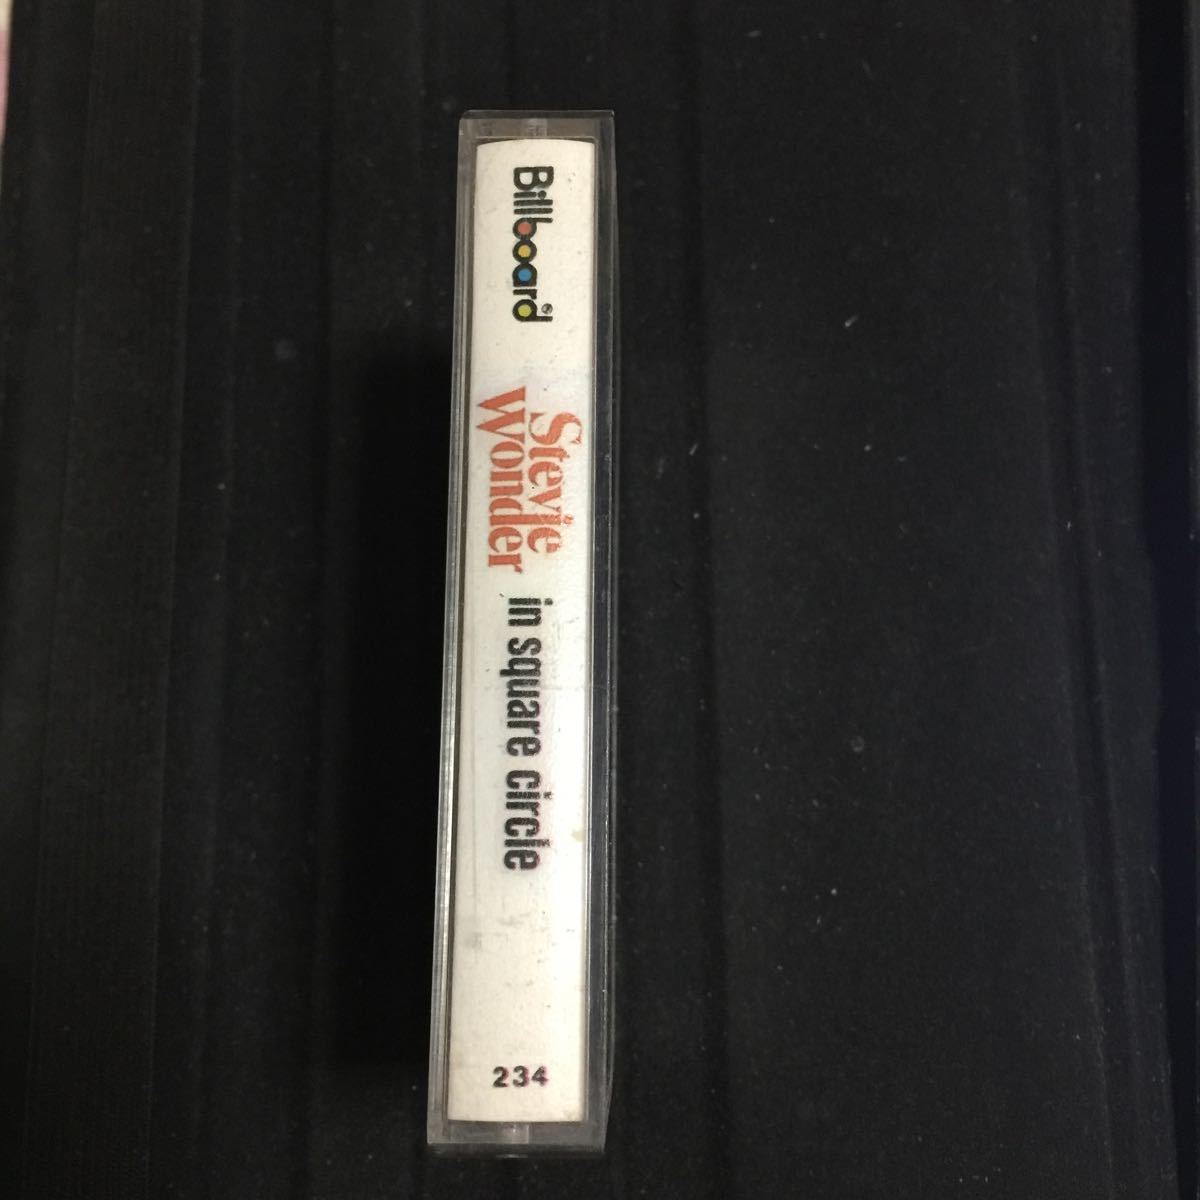 Billboard
Stevie
Wonder
in square circle
234